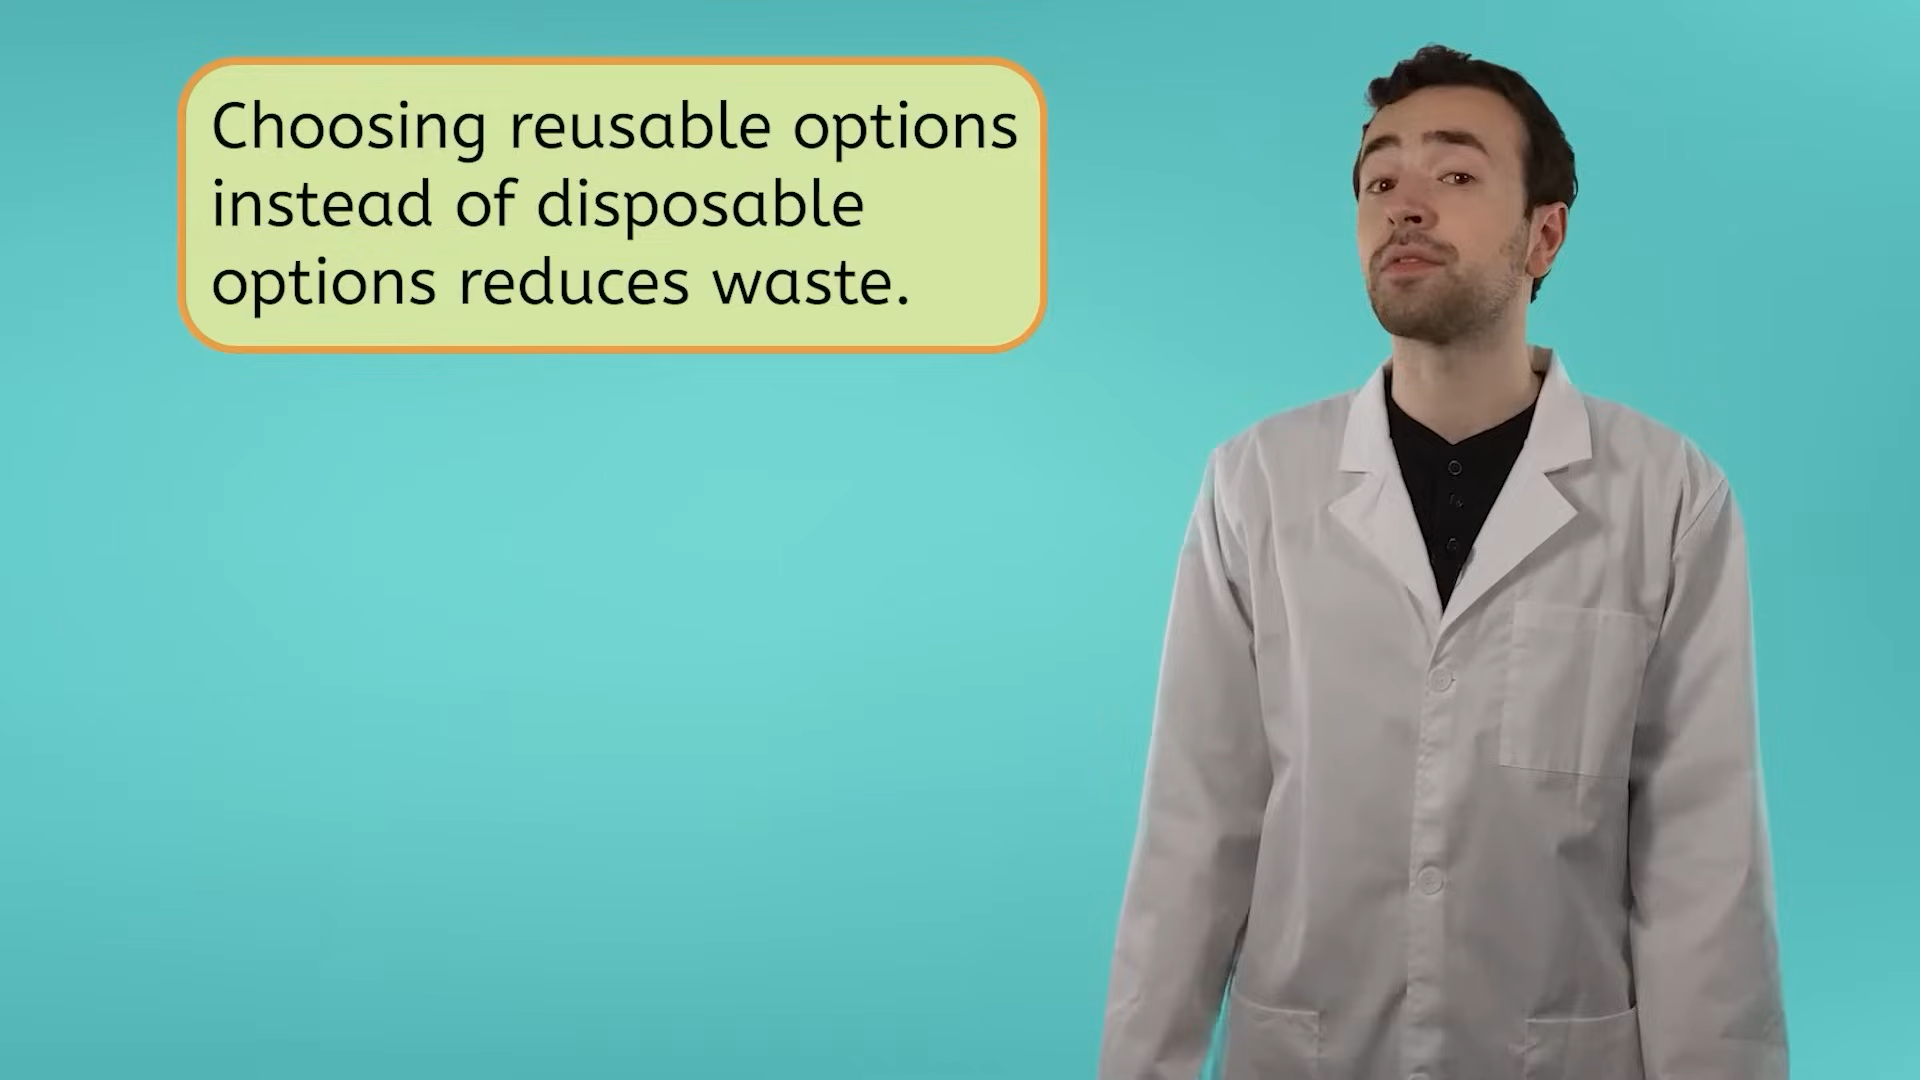 Choosing reusable options
instead of disposable
options reduces waste.